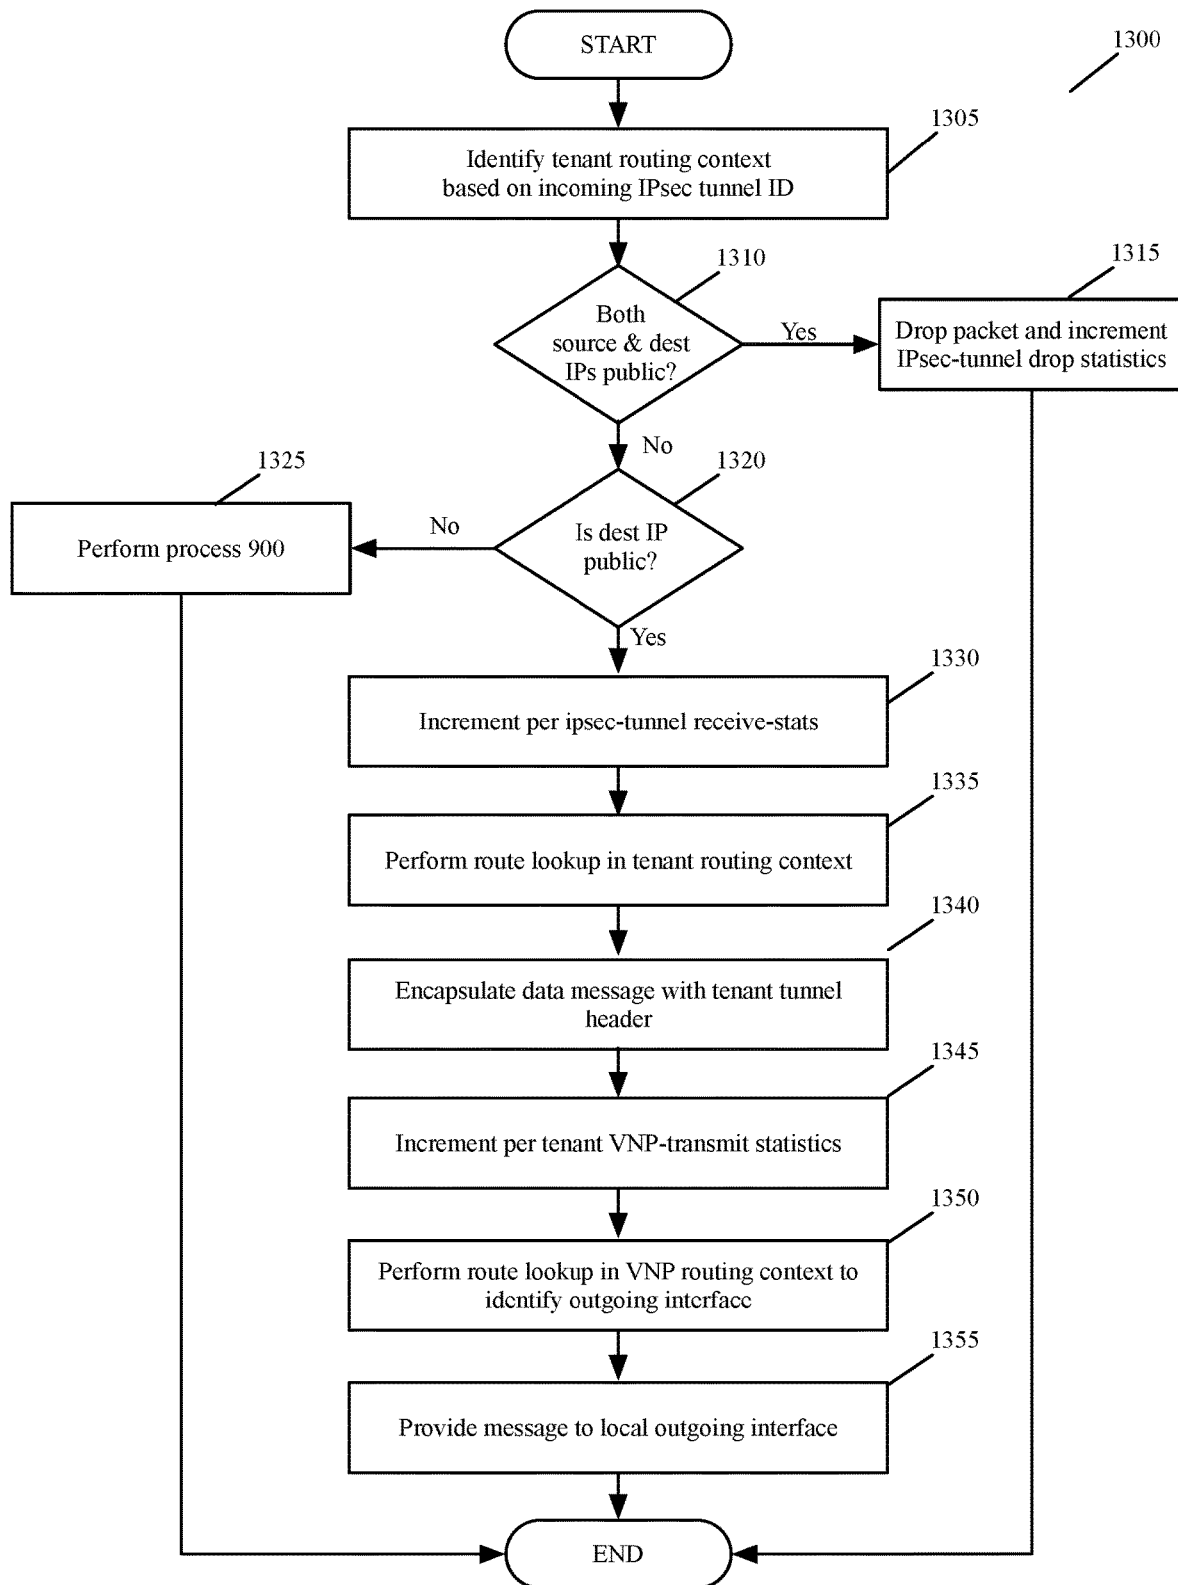 START
1300
1305
Identify tenant routing context
based on incoming IPsec tunnel ID
1310
1315
Both
source & dest
IPs public?
Yes
Drop packet and increment
IPsec-tunnel drop statistics
No
1325
1320
Perform process 900
No
Is dest IP
public?
Yes
1330
Increment per ipsec-tunnel receive-stats
1335
Perform route lookup in tenant routing context
1340
Encapsulate data message with tenant tunnel
header
1345
Increment per tenant VNP-transmit statistics
1350
Perform route lookup in VNP routing context to
identify outgoing interface
1355
Provide message to local outgoing interface
END